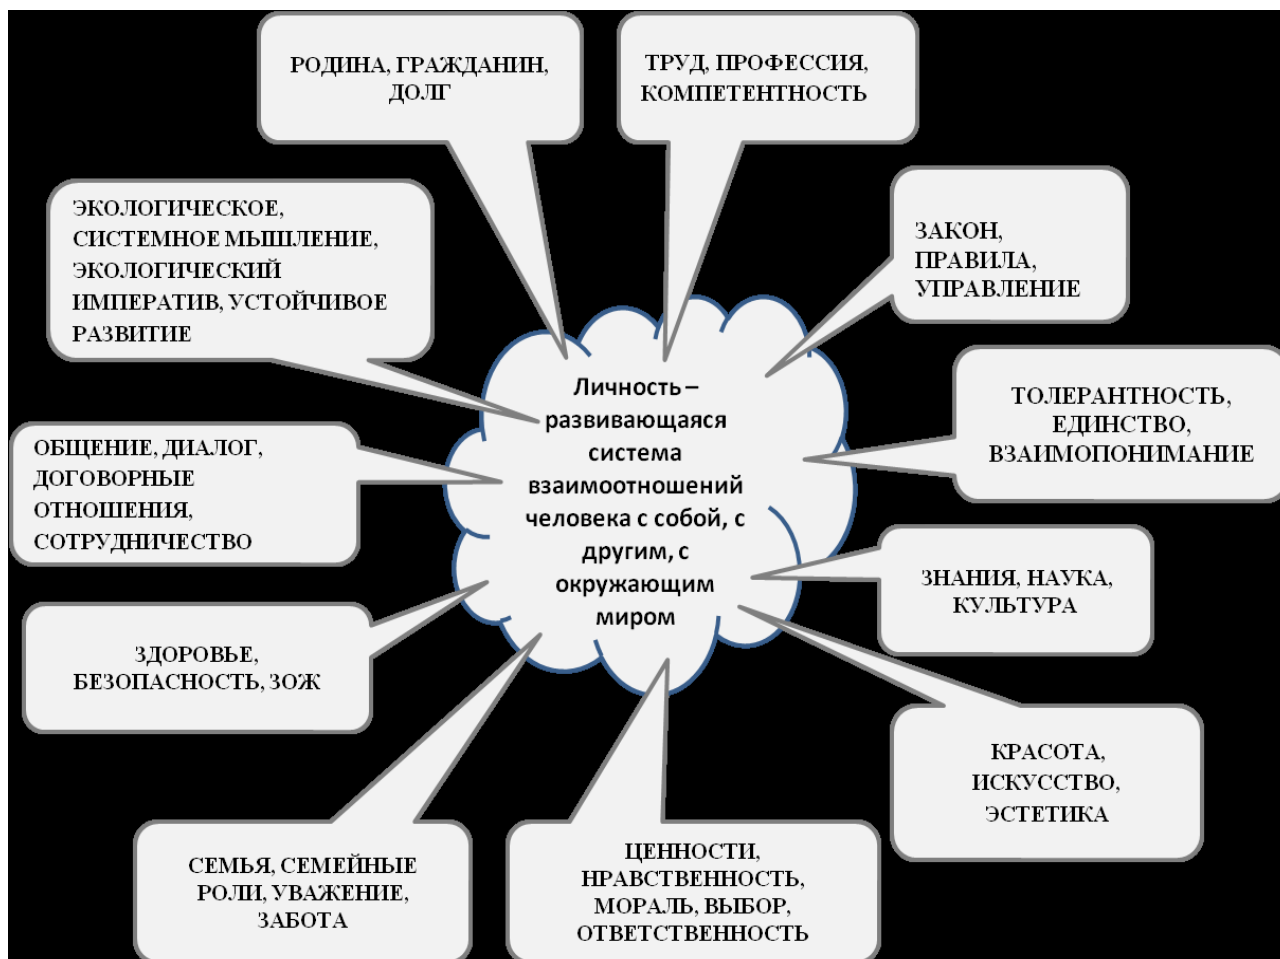 РОДИНА, ГРАЖДАНИН,
ДОЛГ
ТРУД, ПРОФЕССИЯ,
КОМПЕТЕНТНОСТЬ
ЭКОЛОГИЧЕСКОЕ,
СИСТЕМНОЕ МЫШЛЕНИЕ,
ЭКОЛОГИЧЕСКИЙ
ИМПЕРАТИВ, УСТОЙЧИВОЕ
РАЗВИТИЕ
ЗАКОН,
ПРАВИЛА,
УПРАВЛЕНИЕ
Личность –
развивающаяся
система
взаимоотношений
человека с собой, с
другим, с
окружающим
миром
ТОЛЕРАНТНОСТЬ,
ЕДИНСТВО,
ВЗАИМОПОНИМАНИЕ
ОБЩЕНИЕ, ДИАЛОГ,
ДОГОВОРНЫЕ
ОТНОШЕНИЯ,
СОТРУДНИЧЕСТВО
ЗНАНИЯ, НАУКА,
КУЛЬТУРА
ЗДОРОВЬЕ,
БЕЗОПАСНОСТЬ, ЗОЖ
КРАСОТА,
ИСКУССТВО,
ЭСТЕТИКА
СЕМЬЯ, СЕМЕЙНЫЕ
РОЛИ, УВАЖЕНИЕ,
ЗАБОТА
ЦЕННОСТИ,
НРАВСТВЕННОСТЬ,
МОРАЛЬ, ВЫБОР,
ОТВЕТСТВЕННОСТЬ